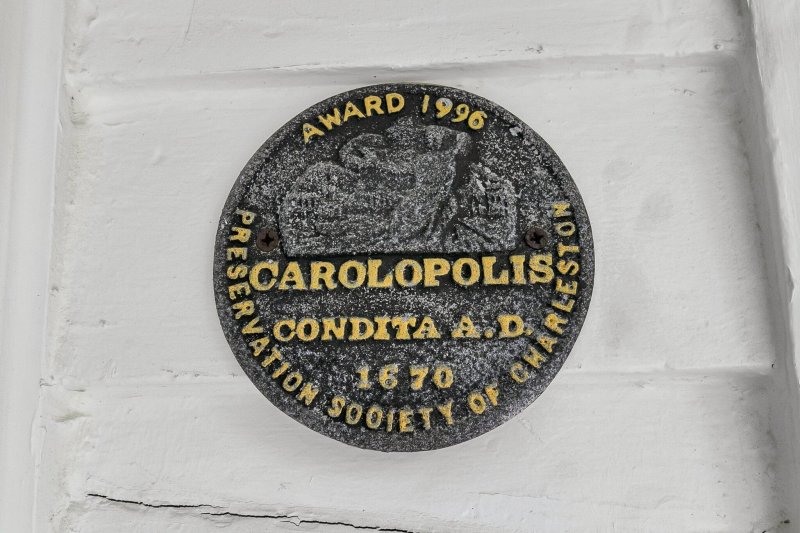 AWARD 1996
CAROLOPOLIS
CONDITA A.D.
1670
PRESERVATION SOCIETY OF CHARLESTON